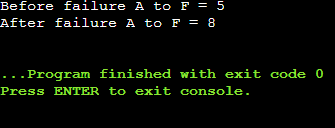 Before failure A to F = 5
After failure A to F = 8
...Program finished with exit code 0
Press ENTER to exit console.